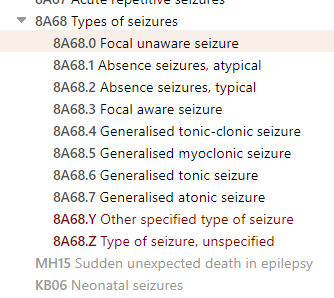 8A67 Acute repetitive seizures
8A68 Types of seizures
8A68.0 Focal unaware seizure
8A68.1 Absence seizures, atypical
8A68.2 Absence seizures, typical
8A68.3 Focal aware seizure
8A68.4 Generalised tonic-clonic seizure
8A68.5 Generalised myoclonic seizure
8A68.6 Generalised tonic seizure
8A68.7 Generalised atonic seizure
8A68.Y Other specified type of seizure
8A68.Z Type of seizure, unspecified
MH15 Sudden unexpected death in epilepsy
KB06 Neonatal seizures